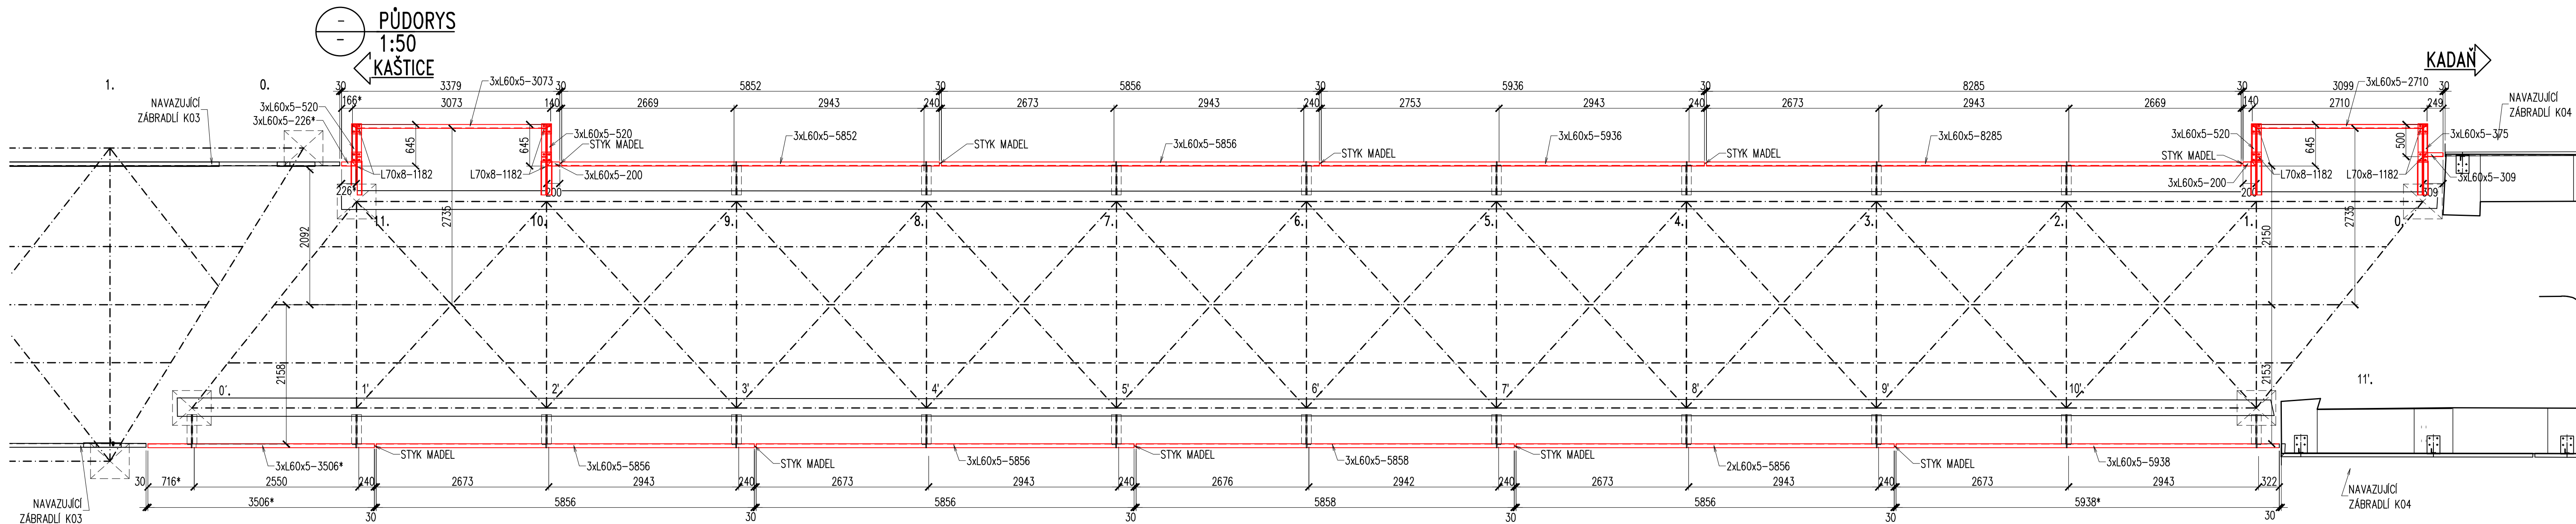 -
-
PŮDORYS
1:50
KAŠTICE
KADAŇ
1.
0.
NAVAZUJÍCÍ
ZÁBRADLÍ K03
3xL60x5-520
3xL60x5-226*
30
3379
30
5852
30
5856
30
5936
30
8285
30
3099
30
166*
3073
140
2669
2943
240
2673
2943
240
2753
2943
240
2673
2943
2669
140
2710
249
3xL60x5-3073
3xL60x5-2710
NAVAZUJÍCÍ
ZÁBRADLÍ K04
645
645
3xL60x5-520
STYK MADEL
3xL60x5-5852
STYK MADEL
3xL60x5-5856
STYK MADEL
3xL60x5-5936
STYK MADEL
3xL60x5-8285
3xL60x5-520
STYK MADEL
645
500
3xL60x5-375
L70x8-1182
L70x8-1182
3xL60x5-200
3xL60x5-200
L70x8-1182
L70x8-1182
3xL60x5-309
226*
200
200
309
11.
10.
9.
8.
7.
6.
5.
4.
3.
2.
1.
0.
2092
2735
2150
2735
2158
2153
0'.
1'.
2'.
3'.
4'.
5'.
6'.
7'.
8'.
9'.
10'.
11'.
3xL60x5-3506*
STYK MADEL
3xL60x5-5856
STYK MADEL
3xL60x5-5856
STYK MADEL
3xL60x5-5858
STYK MADEL
2xL60x5-5856
STYK MADEL
3xL60x5-5938
30
716*
2550
240
2673
2943
240
2673
2943
240
2676
2942
240
2673
2943
240
2673
2943
322
3506*
30
5856
30
5856
30
5858
30
5856
30
5938*
30
NAVAZUJÍCÍ
ZÁBRADLÍ K03
NAVAZUJÍCÍ
ZÁBRADLÍ K04